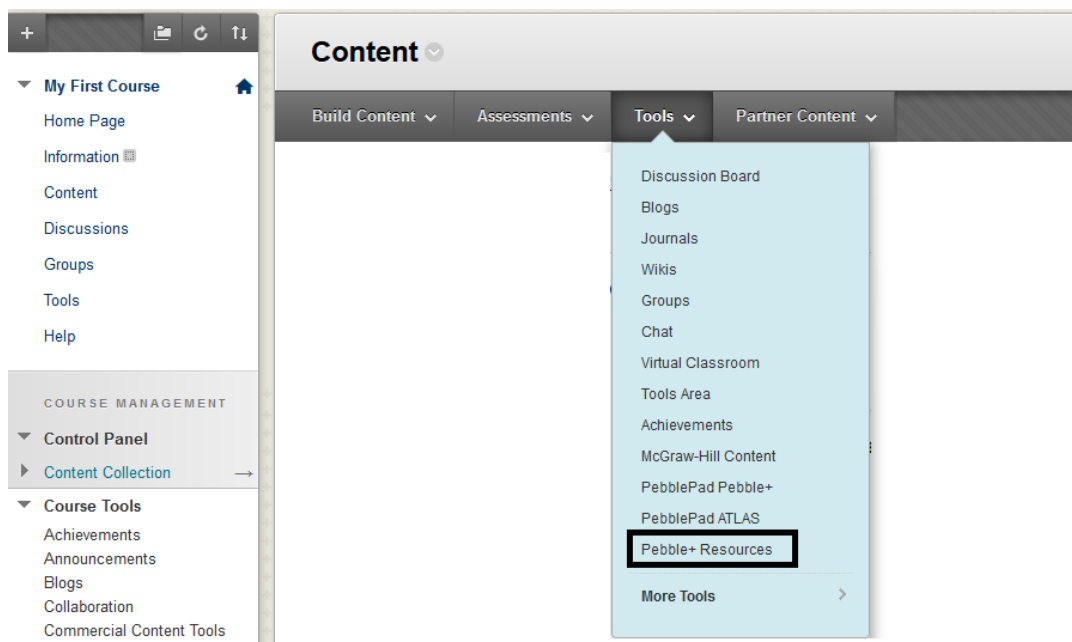 My First Course
Home Page
Information
Content
Discussions
Groups
Tools
Help
COURSE MANAGEMENT
Control Panel
Content Collection
Course Tools
Achievements
Announcements
Blogs
Collaboration
Commercial Content Tools
Content
Build Content
Assessments
Tools
Partner Content
Discussion Board
Blogs
Journals
Wikis
Groups
Chat
Virtual Classroom
Tools Area
Achievements
McGraw-Hill Content
PebblePad Pebble+
PebblePad ATLAS
Pebble+ Resources
More Tools